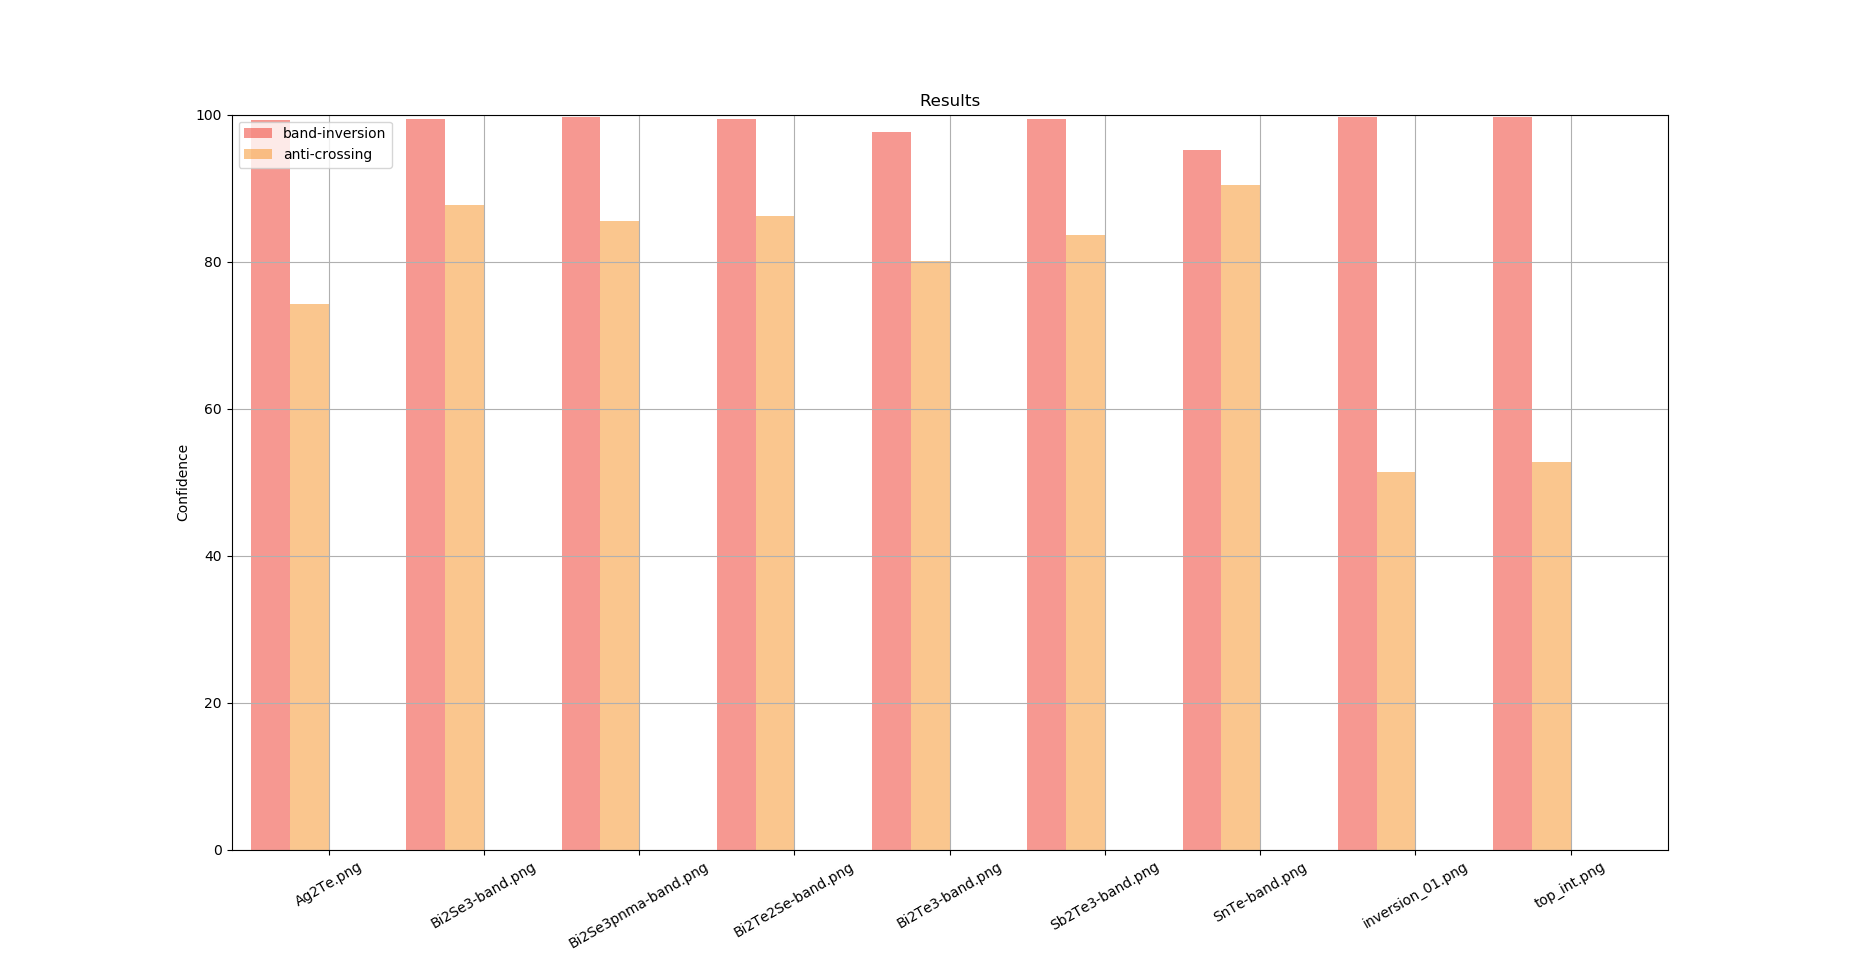 Results
100
80
60
40
20
0
Confidence
band-inversion
anti-crossing
Ag2Te.png
Bi2Se3-band.png
Bi2Se3pnma-band.png
Bi2Te2Se-band.png
Bi2Te3-band.png
Sb2Te3-band.png
SnTe-band.png
inversion_01.png
top_int.png